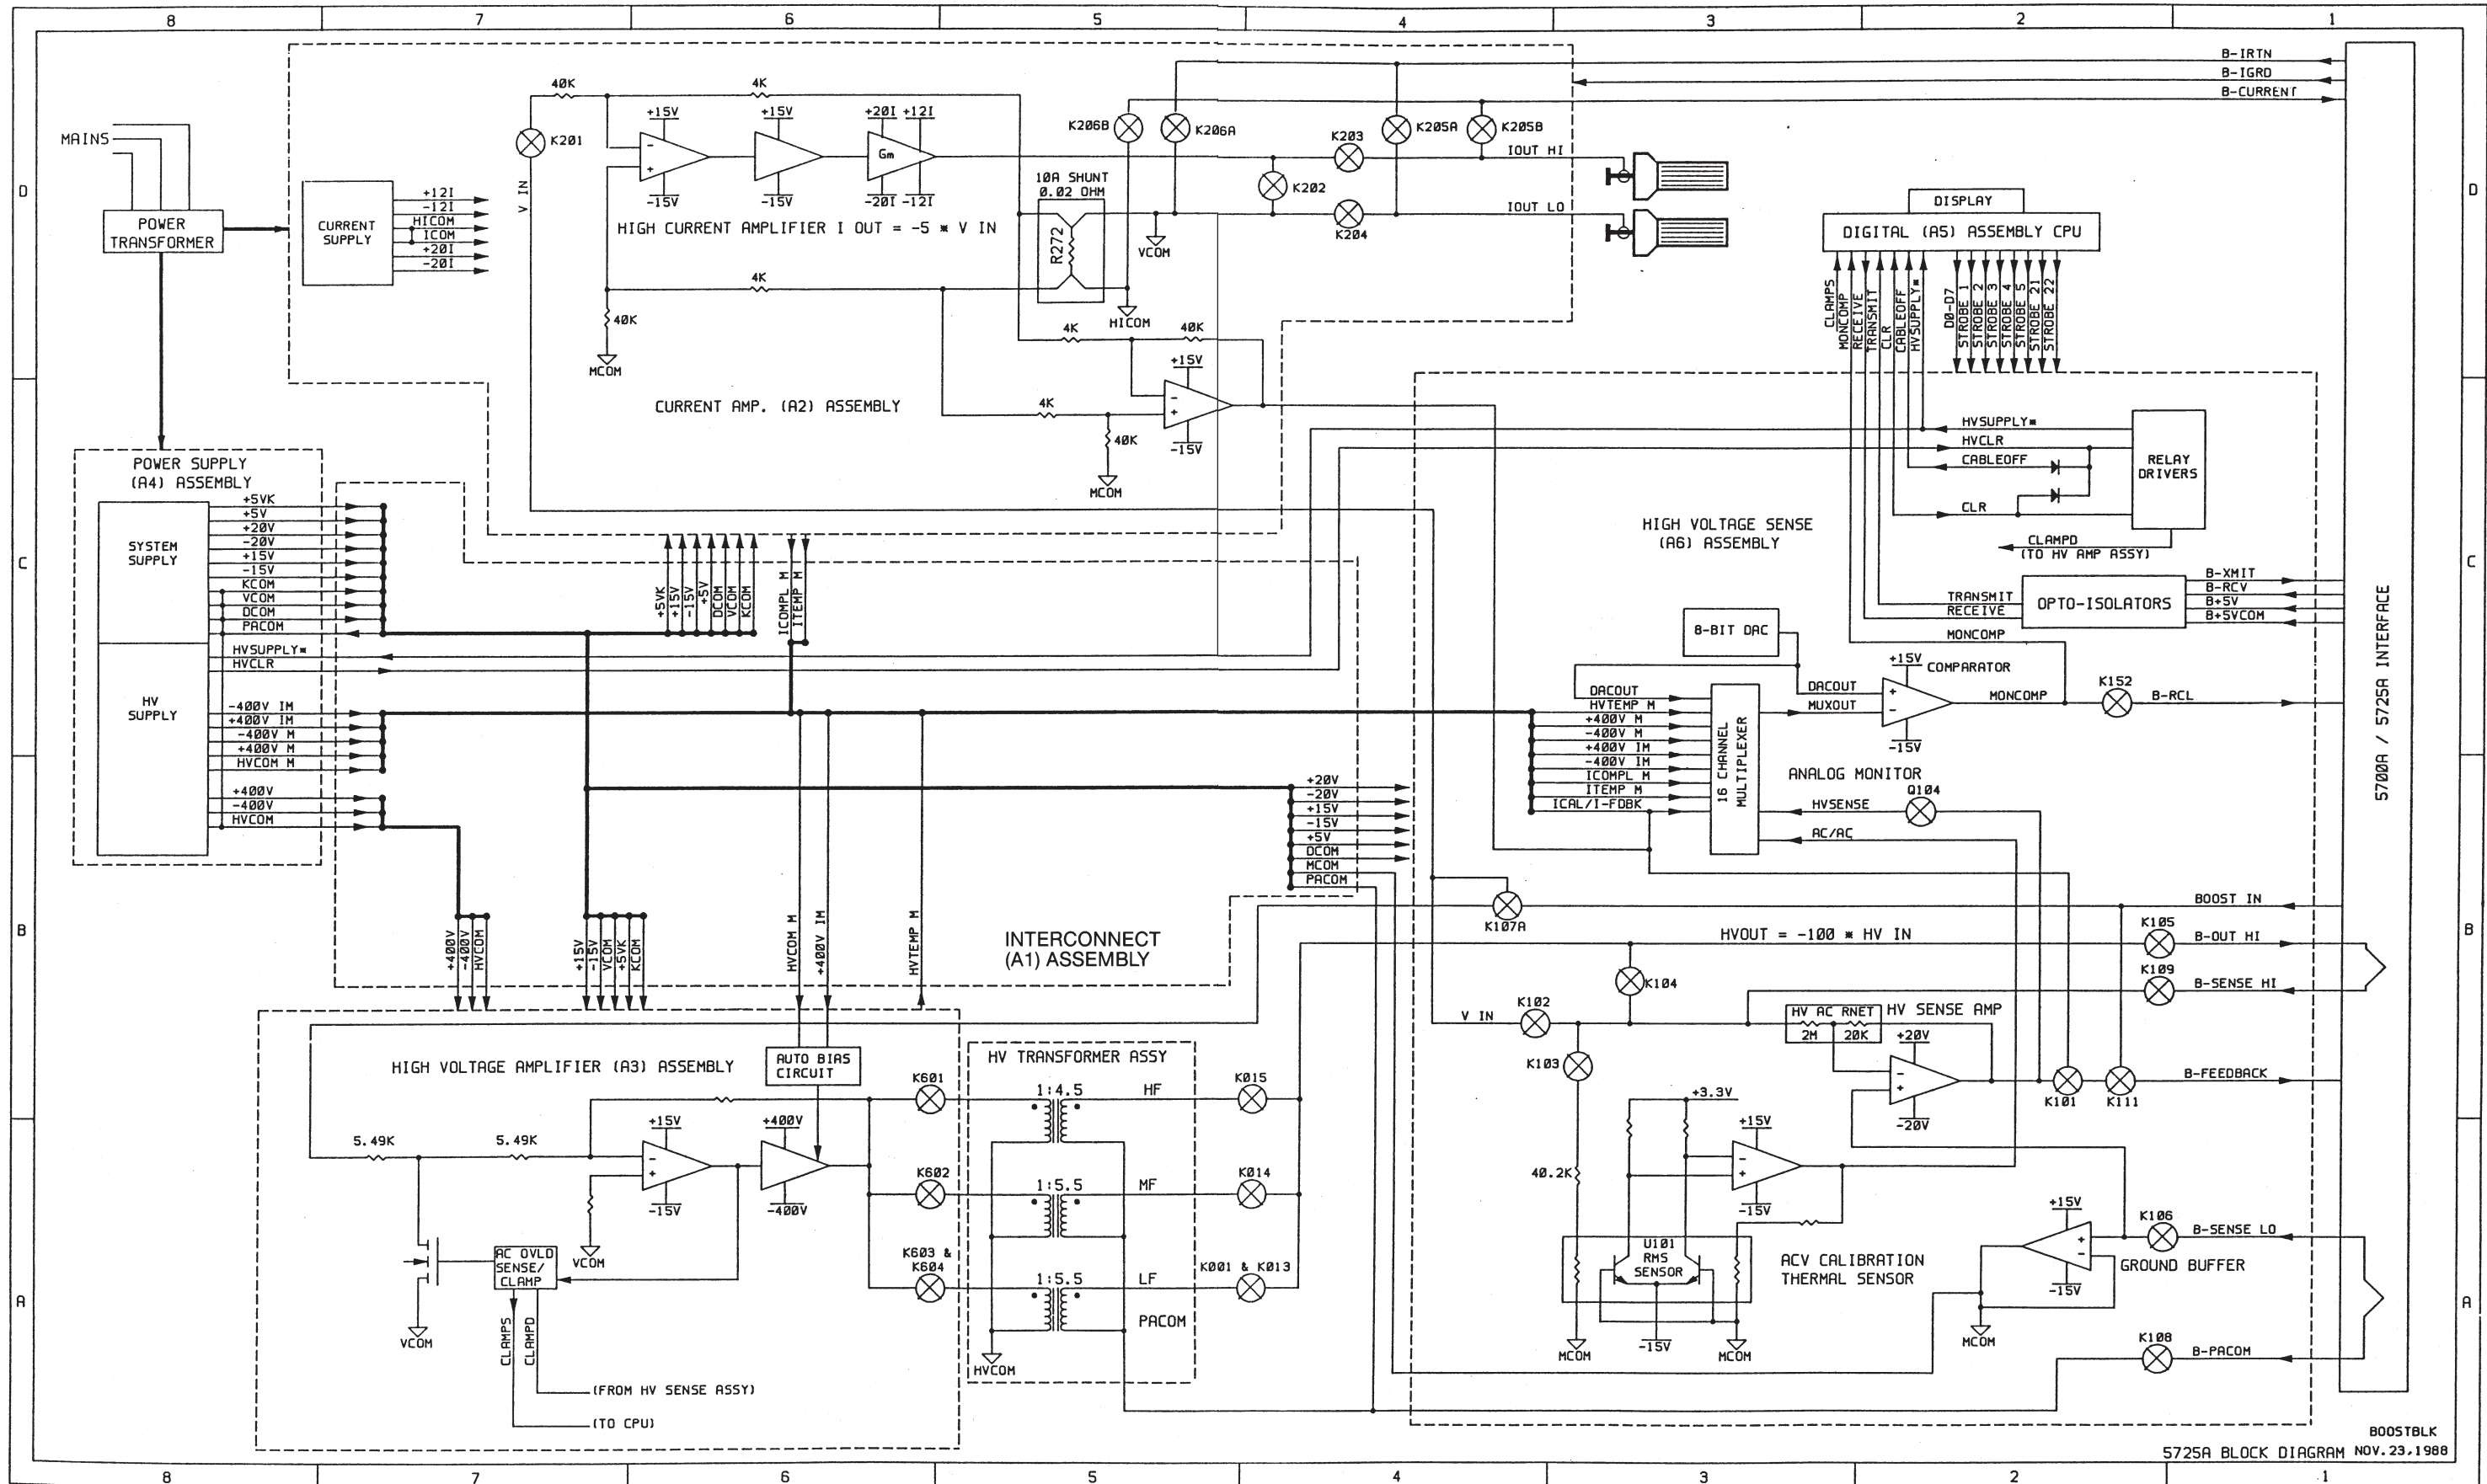 8 7 6 5 4 3 2 1
D
C
B
A
MAINS
POWER
TRANSFORMER
CURRENT
SUPPLY
+12I
-12I
HICOM
ICOM
+20I
-20I
V IN
K201
40K
4K
+15V
-15V
+15V
-15V
+20I +12I
Gm
-20I -12I
HIGH CURRENT AMPLIFIER I OUT = -5 * V IN
40K
MCOM
4K
10A SHUNT
0.02 OHM
R272
K206B
K206A
VCOM
HICOM
K202
K203
K204
K205A
K205B
IOUT HI
IOUT LO
4K
40K
+15V
-15V
4K
40K
MCOM
CURRENT AMP. (A2) ASSEMBLY
B-IRTN
B-IGRD
B-CURRENT
DISPLAY
DIGITAL (A5) ASSEMBLY CPU
CLAMPS
MONCOMP
RECEIVE
TRANSMIT
CLR
CABLEOFF
HVSUPPLY*
D0-D7
STROBE 1
STROBE 2
STROBE 3
STROBE 4
STROBE 5
STROBE 21
STROBE 22
POWER SUPPLY
(A4) ASSEMBLY
SYSTEM
SUPPLY
+5VK
+5V
+20V
-20V
+15V
-15V
KCOM
VCOM
DCOM
PACOM
HVSUPPLY*
HVCLR
HV
SUPPLY
-400V IM
+400V IM
-400V M
+400V M
HVCOM M
+400V
-400V
HVCOM
+5VK
+15V
-15V
+5V
DCOM
VCOM
KCOM
ICOMPL M
ITEMP M
HVSUPPLY*
HVCLR
CABLEOFF
CLR
RELAY
DRIVERS
CLAMPD
(TO HV AMP ASSY)
HIGH VOLTAGE SENSE
(A6) ASSEMBLY
TRANSMIT
RECEIVE
OPTO-ISOLATORS
B-XMIT
B-RCV
B+5V
B+5VCOM
MONCOMP
8-BIT DAC
DACOUT
HVTEMP M
+400V M
-400V M
+400V IM
-400V IM
ICOMPL M
ITEMP M
ICAL/I-FDBK
16 CHANNEL
MULTIPLEXER
DACOUT
MUXOUT
+15V
COMPARATOR
-15V
MONCOMP
K152
B-RCL
ANALOG MONITOR
HVSENSE
Q104
AC/AC
5700A / 5725A INTERFACE
+20V
-20V
+15V
-15V
+5V
DCOM
MCOM
PACOM
+400V
-400V
HVCOM
+15V
-15V
VCOM
+5VK
KCOM
HVCOM M
+400V IM
HVTEMP M
INTERCONNECT
(A1) ASSEMBLY
K107A
BOOST IN
HVOUT = -100 * HV IN
K105
B-OUT HI
K109
B-SENSE HI
K104
V IN
K102
K103
HV AC RNET
2M
20K
HV SENSE AMP
+20V
-20V
K101
K111
B-FEEDBACK
HIGH VOLTAGE AMPLIFIER (A3) ASSEMBLY
AUTO BIAS
CIRCUIT
5.49K
5.49K
+15V
-15V
+400V
-400V
VCOM
AC OVLD
SENSE/
CLAMP
VCOM
CLAMPS
CLAMPD
(FROM HV SENSE ASSY)
(TO CPU)
K601
K602
K603 &
K604
HV TRANSFORMER ASSY
1:4.5
HF
1:5.5
MF
1:5.5
LF
PACOM
HVCOM
K015
K014
K001 & K013
40.2K
+3.3V
+15V
-15V
U101
RMS
SENSOR
MCOM
-15V
MCOM
ACV CALIBRATION
THERMAL SENSOR
+15V
-15V
MCOM
K106
B-SENSE LO
GROUND BUFFER
K108
B-PACOM
BOOSTBLK
5725A BLOCK DIAGRAM NOV.23,1988
8 7 6 5 4 3 2 1